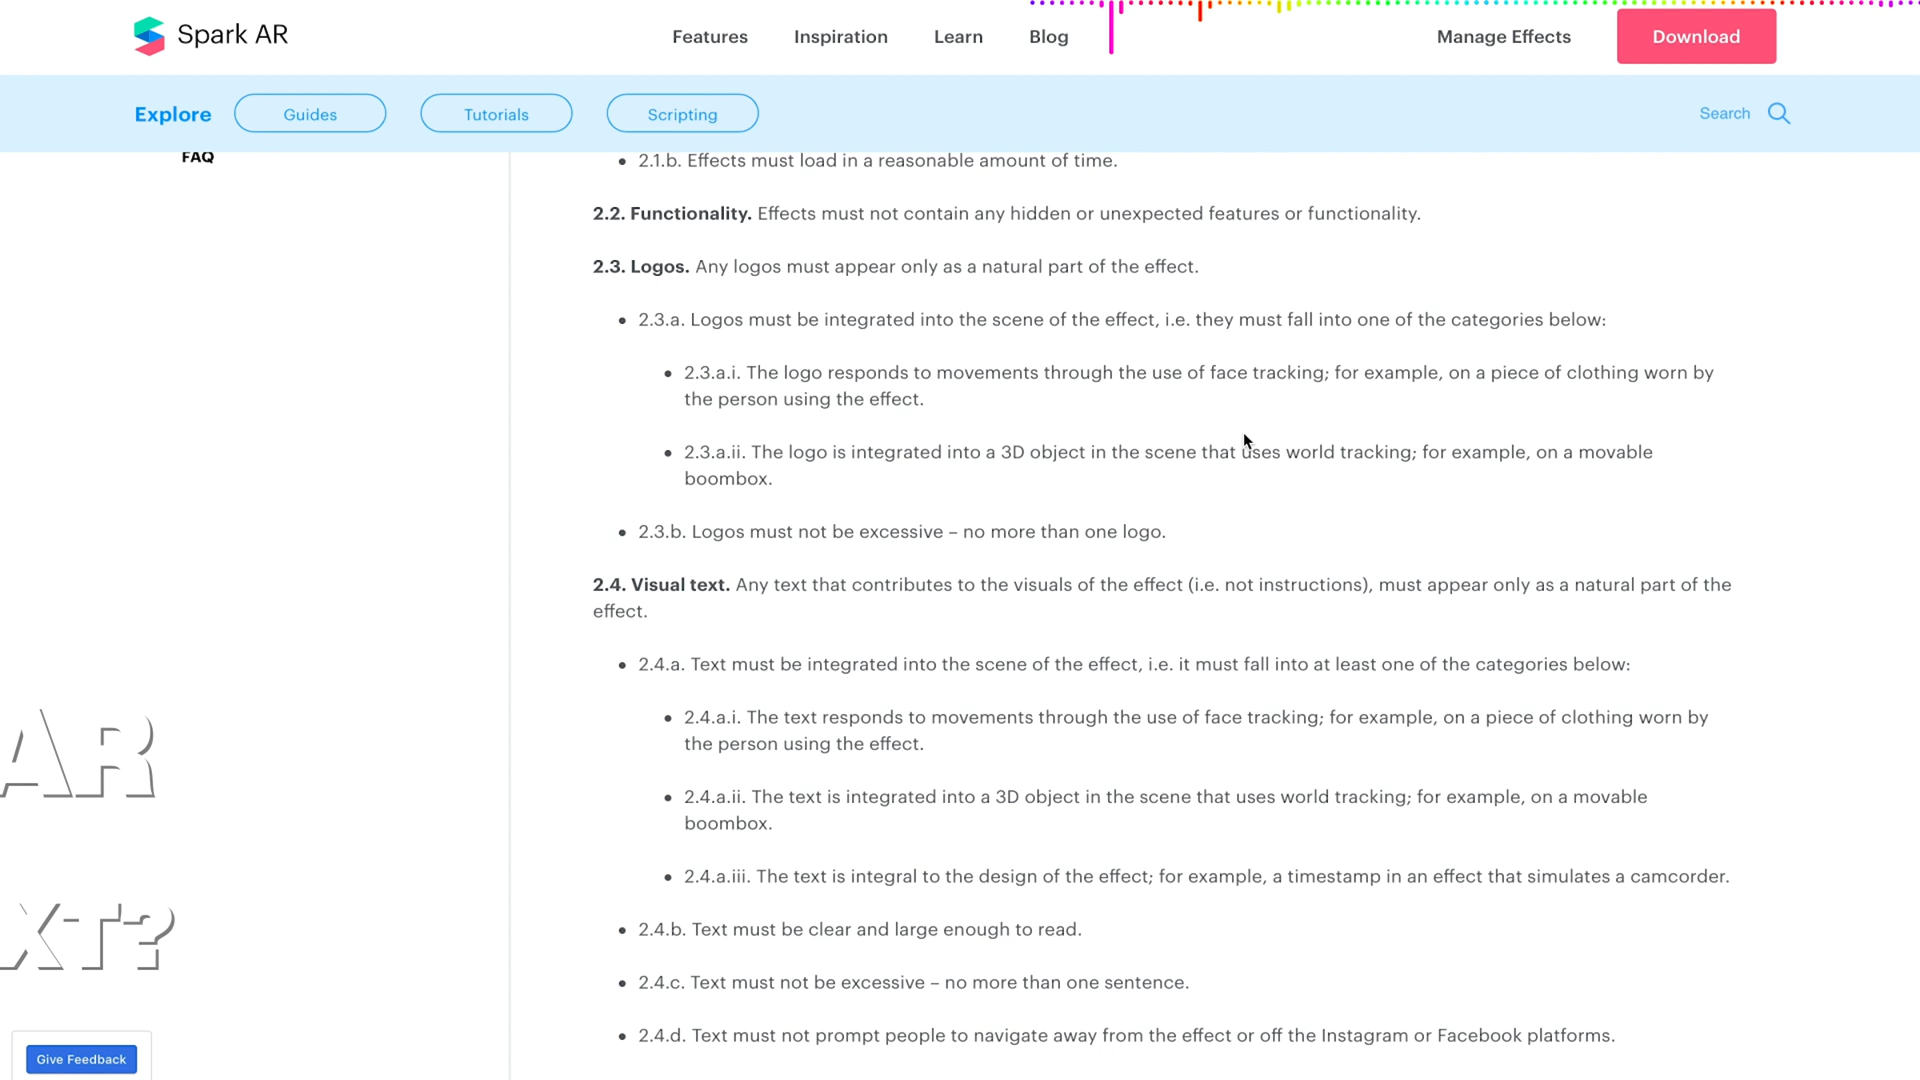 Spark AR
Features
Inspiration
Learn
Blog
Manage Effects
Download
Explore
Guides
Tutorials
Scripting
Search
FAQ
• 2.1.b. Effects must load in a reasonable amount of time.
2.2. Functionality. Effects must not contain any hidden or unexpected features or functionality.
2.3. Logos. Any logos must appear only as a natural part of the effect.
• 2.3.a. Logos must be integrated into the scene of the effect, i.e. they must fall into one of the categories below:
• 2.3.a.i. The logo responds to movements through the use of face tracking; for example, on a piece of clothing worn by
the person using the effect.
• 2.3.a.ii. The logo is integrated into a 3D object in the scene that uses world tracking; for example, on a movable
boombox.
• 2.3.b. Logos must not be excessive – no more than one logo.
2.4. Visual text. Any text that contributes to the visuals of the effect (i.e. not instructions), must appear only as a natural part of the
effect.
• 2.4.a. Text must be integrated into the scene of the effect, i.e. it must fall into at least one of the categories below:
• 2.4.a.i. The text responds to movements through the use of face tracking; for example, on a piece of clothing worn by
the person using the effect.
• 2.4.a.ii. The text is integrated into a 3D object in the scene that uses world tracking; for example, on a movable
boombox.
• 2.4.a.iii. The text is integral to the design of the effect; for example, a timestamp in an effect that simulates a camcorder.
• 2.4.b. Text must be clear and large enough to read.
• 2.4.c. Text must not be excessive – no more than one sentence.
• 2.4.d. Text must not prompt people to navigate away from the effect or off the Instagram or Facebook platforms.
AR
XT?
Give Feedback